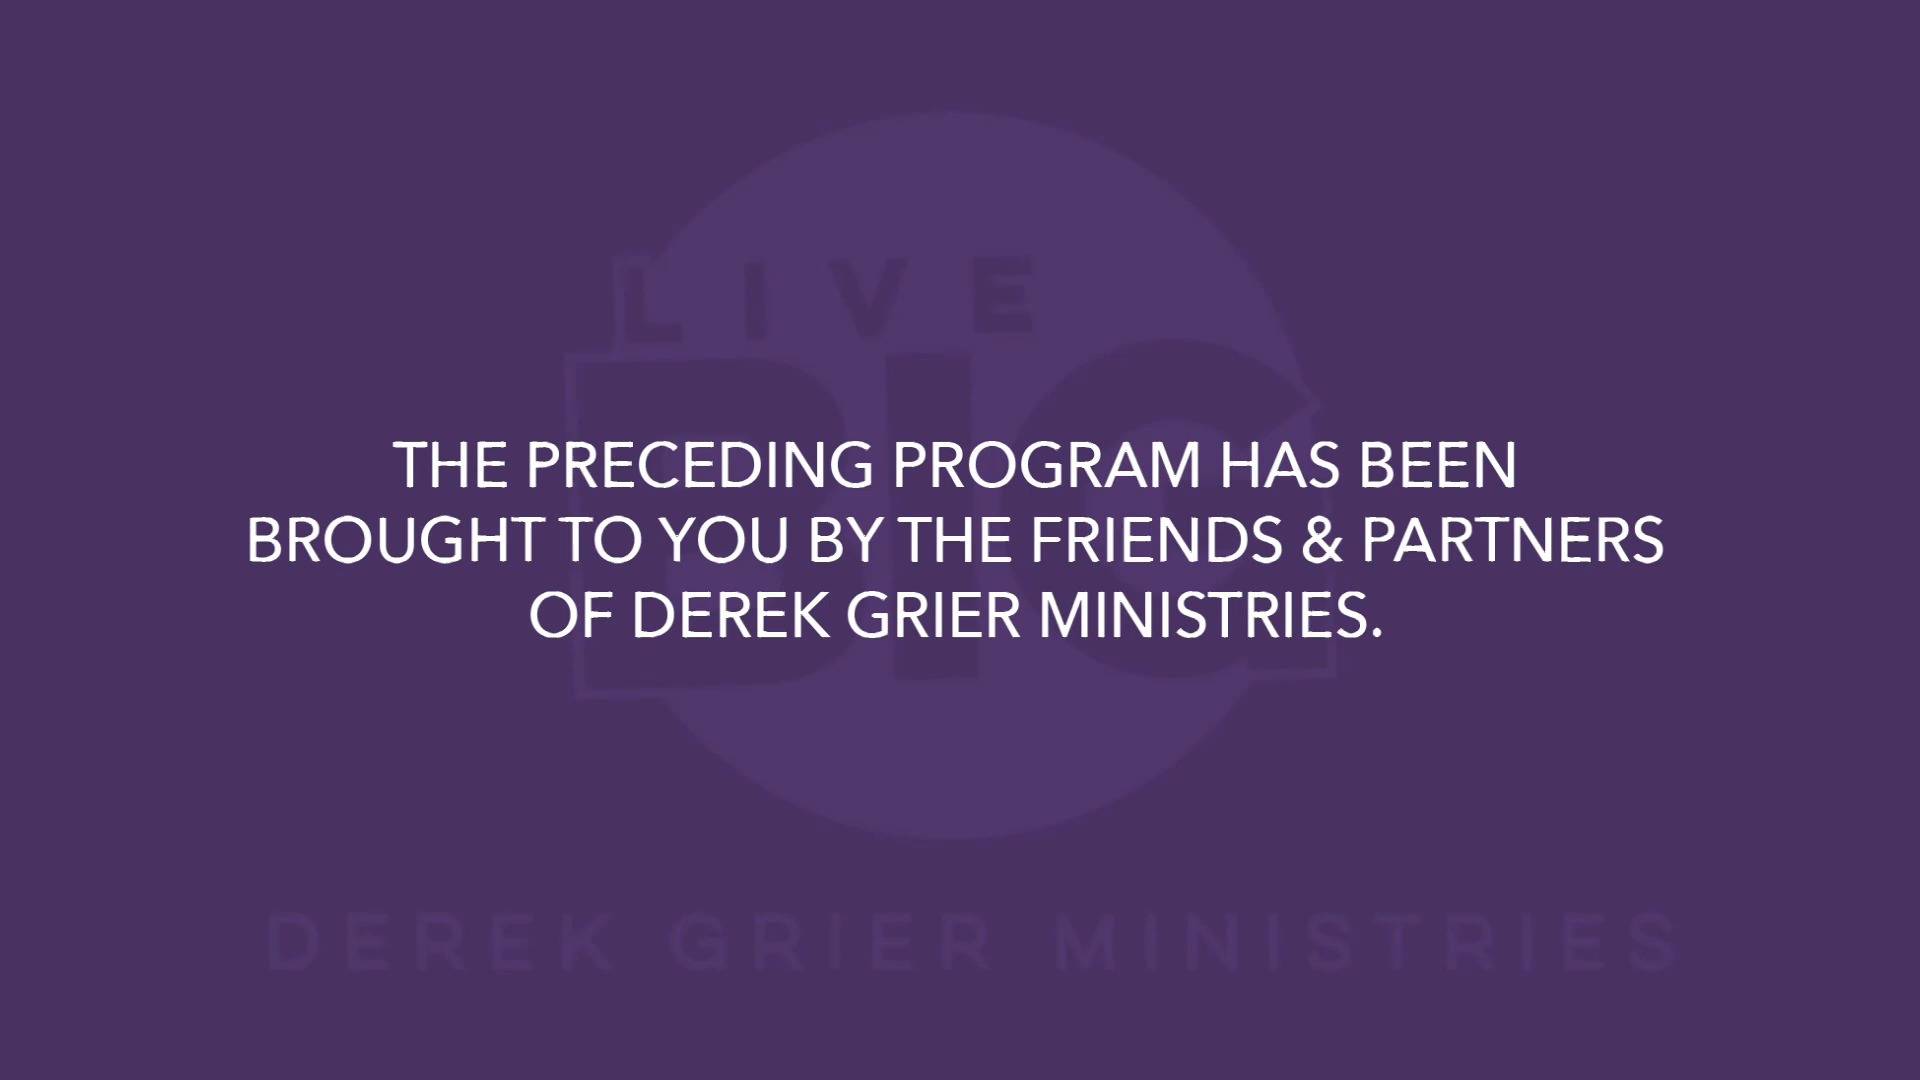 LIVE
BIG
THE PRECEDING PROGRAM HAS BEEN
BROUGHT TO YOU BY THE FRIENDS & PARTNERS
OF DEREK GRIER MINISTRIES.
DEREK GRIER MINISTRIES